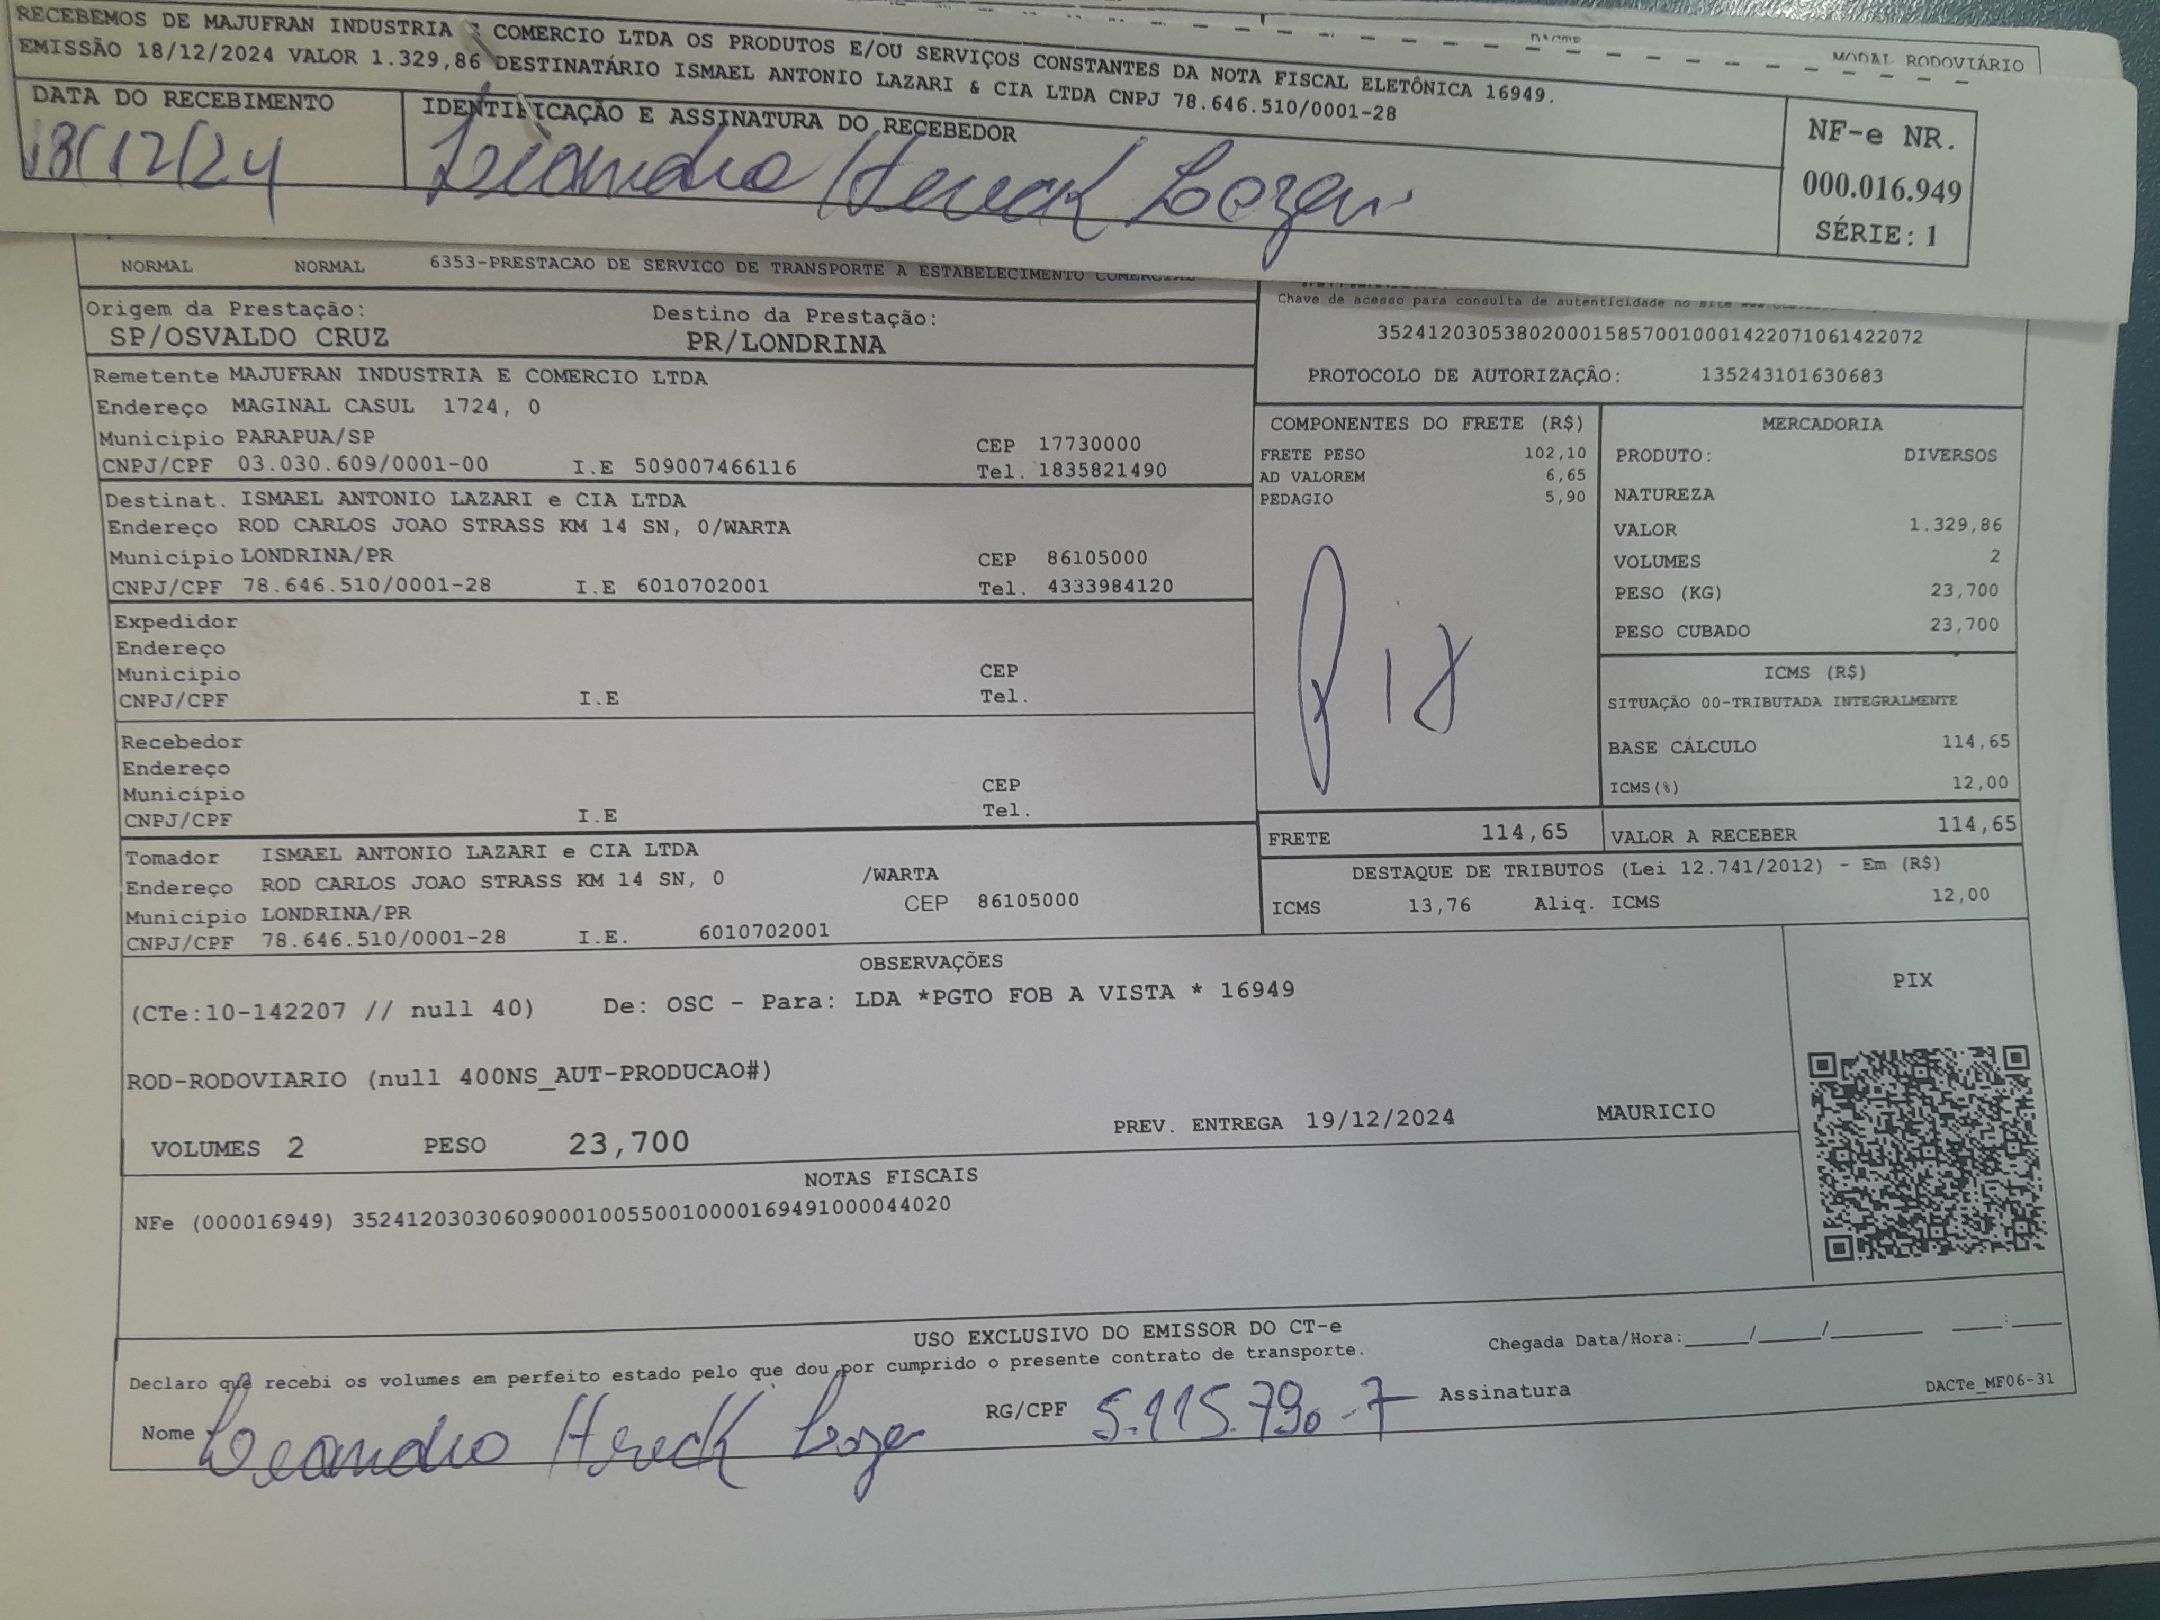 RECEBEMOS DE MAJUFRAN INDUSTRIA E COMERCIO LTDA OS PRODUTOS E/OU SERVIÇOS CONSTANTES DA NOTA FISCAL ELETÔNICA 16949.
EMISSÃO 18/12/2024 VALOR 1.329,86 DESTINATÁRIO ISMAEL ANTONIO LAZARI & CIA LTDA CNPJ 78.646.510/0001-28
MODAL RODOVIÁRIO
DATA DO RECEBIMENTO
IDENTIFICAÇÃO E ASSINATURA DO RECEBEDOR
18/12/24
Leandro
NF-e NR.
000.016.949
SÉRIE: 1
NORMAL NORMAL 6353-PRESTACAO DE SERVICO DE TRANSPORTE A ESTABELECIMENTO COMERCIAL
Chave de acesso para consulta de autenticidade no site
35241203053802000158570010001422071061422072
PROTOCOLO DE AUTORIZAÇÃO: 135243101630683
Origem da Prestação: Destino da Prestação:
SP/OSVALDO CRUZ PR/LONDRINA
Remetente MAJUFRAN INDUSTRIA E COMERCIO LTDA
Endereço MAGINAL CASUL 1724, 0
Município PARAPUA/SP CEP 17730000
CNPJ/CPF 03.030.609/0001-00 I.E 509007466116 Tel. 1835821490
Destinat. ISMAEL ANTONIO LAZARI e CIA LTDA
Endereço ROD CARLOS JOAO STRASS KM 14 SN, 0/WARTA
Município LONDRINA/PR CEP 86105000
CNPJ/CPF 78.646.510/0001-28 I.E 6010702001 Tel. 4333984120
Expedidor
Endereço
Município CEP
CNPJ/CPF I.E Tel.
Recebedor
Endereço
Município CEP
CNPJ/CPF I.E Tel.
Tomador ISMAEL ANTONIO LAZARI e CIA LTDA
Endereço ROD CARLOS JOAO STRASS KM 14 SN, 0 /WARTA
Município LONDRINA/PR CEP 86105000
CNPJ/CPF 78.646.510/0001-28 I.E. 6010702001
COMPONENTES DO FRETE (R$)
FRETE PESO 102,10
AD VALOREM 6,65
PEDAGIO 5,90
Pix
MERCADORIA
PRODUTO: DIVERSOS
NATUREZA
VALOR 1.329,86
VOLUMES 2
PESO (KG) 23,700
PESO CUBADO 23,700
ICMS (R$)
SITUAÇÃO 00-TRIBUTADA INTEGRALMENTE
BASE CÁLCULO 114,65
ICMS(%) 12,00
FRETE 114,65 VALOR A RECEBER 114,65
DESTAQUE DE TRIBUTOS (Lei 12.741/2012) - Em (R$)
ICMS 13,76 Aliq. ICMS 12,00
OBSERVAÇÕES
(CTe:10-142207 // null 40) De: OSC - Para: LDA *PGTO FOB A VISTA * 16949
ROD-RODOVIARIO (null 400NS_AUT-PRODUCAO#)
VOLUMES 2 PESO 23,700 PREV. ENTREGA 19/12/2024 MAURICIO
PIX
NOTAS FISCAIS
NFe (000016949) 35241203030609000100550010000169491000044020
USO EXCLUSIVO DO EMISSOR DO CT-e
Declaro que recebi os volumes em perfeito estado pelo que dou por cumprido o presente contrato de transporte.
Chegada Data/Hora:____/____/______ ___:___
Nome Leandro RG/CPF 5.115.790-7 Assinatura
DACTe_MF06-31